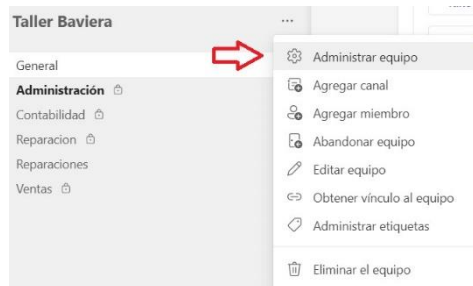 Taller Baviera
...
General
Administración
Contabilidad
Reparacion
Reparaciones
Ventas
Administrar equipo
Agregar canal
Agregar miembro
Abandonar equipo
Editar equipo
Obtener vínculo al equipo
Administrar etiquetas
Eliminar el equipo